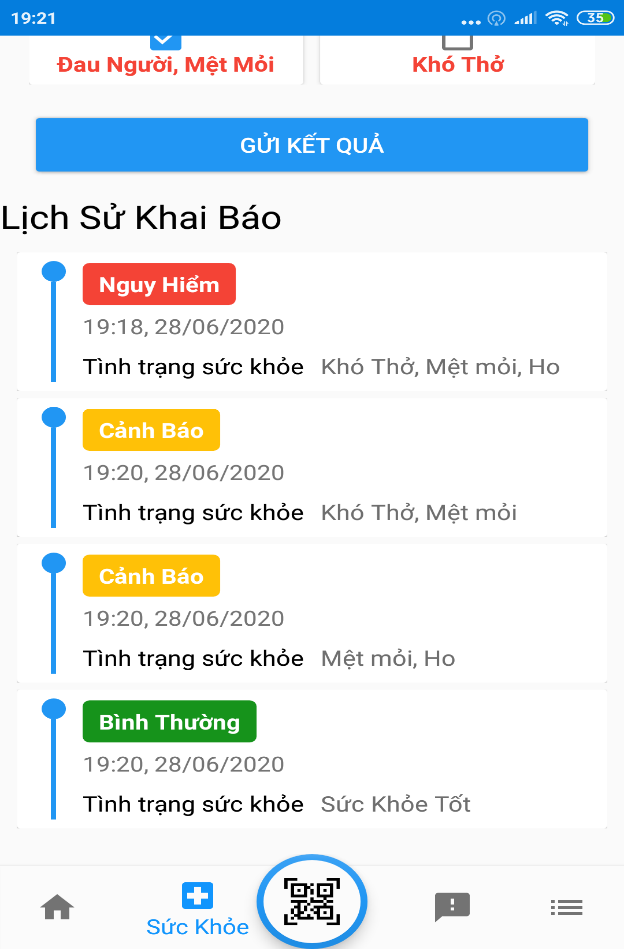 19:21
35
Đau Người, Mệt Mỏi
Khó Thở
GỬI KẾT QUẢ
Lịch Sử Khai Báo
Nguy Hiểm
19:18, 28/06/2020
Tình trạng sức khỏe Khó Thở, Mệt mỏi, Ho
Cảnh Báo
19:20, 28/06/2020
Tình trạng sức khỏe Khó Thở, Mệt mỏi
Cảnh Báo
19:20, 28/06/2020
Tình trạng sức khỏe Mệt mỏi, Ho
Bình Thường
19:20, 28/06/2020
Tình trạng sức khỏe Sức Khỏe Tốt
Sức Khỏe